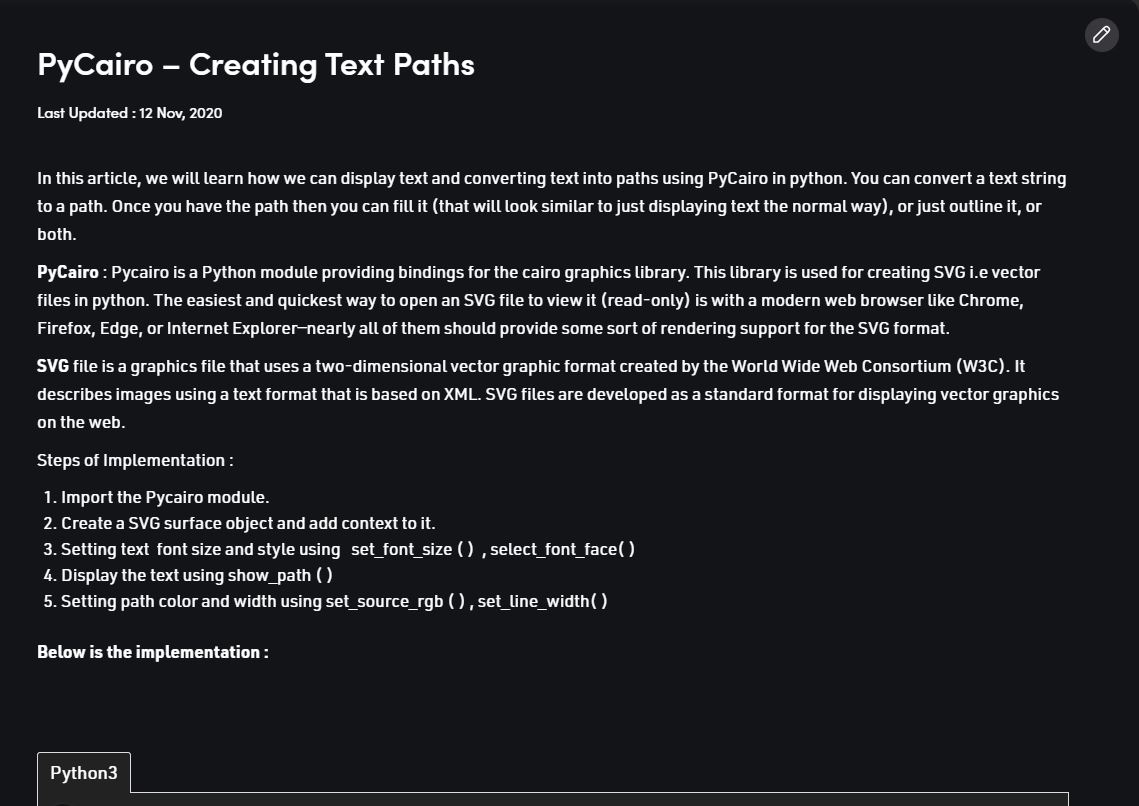 PyCairo – Creating Text Paths
Last Updated : 12 Nov, 2020
In this article, we will learn how we can display text and converting text into paths using PyCairo in python. You can convert a text string
to a path. Once you have the path then you can fill it (that will look similar to just displaying text the normal way), or just outline it, or
both.
PyCairo : Pycairo is a Python module providing bindings for the cairo graphics library. This library is used for creating SVG i.e vector
files in python. The easiest and quickest way to open an SVG file to view it (read-only) is with a modern web browser like Chrome,
Firefox, Edge, or Internet Explorer—nearly all of them should provide some sort of rendering support for the SVG format.
SVG file is a graphics file that uses a two-dimensional vector graphic format created by the World Wide Web Consortium (W3C). It
describes images using a text format that is based on XML. SVG files are developed as a standard format for displaying vector graphics
on the web.
Steps of Implementation :
1. Import the Pycairo module.
2. Create a SVG surface object and add context to it.
3. Setting text  font size and style using  set_font_size ( )  , select_font_face( )
4. Display the text using show_path ( )
5. Setting path color and width using set_source_rgb ( ) , set_line_width( )
Below is the implementation :
Python3